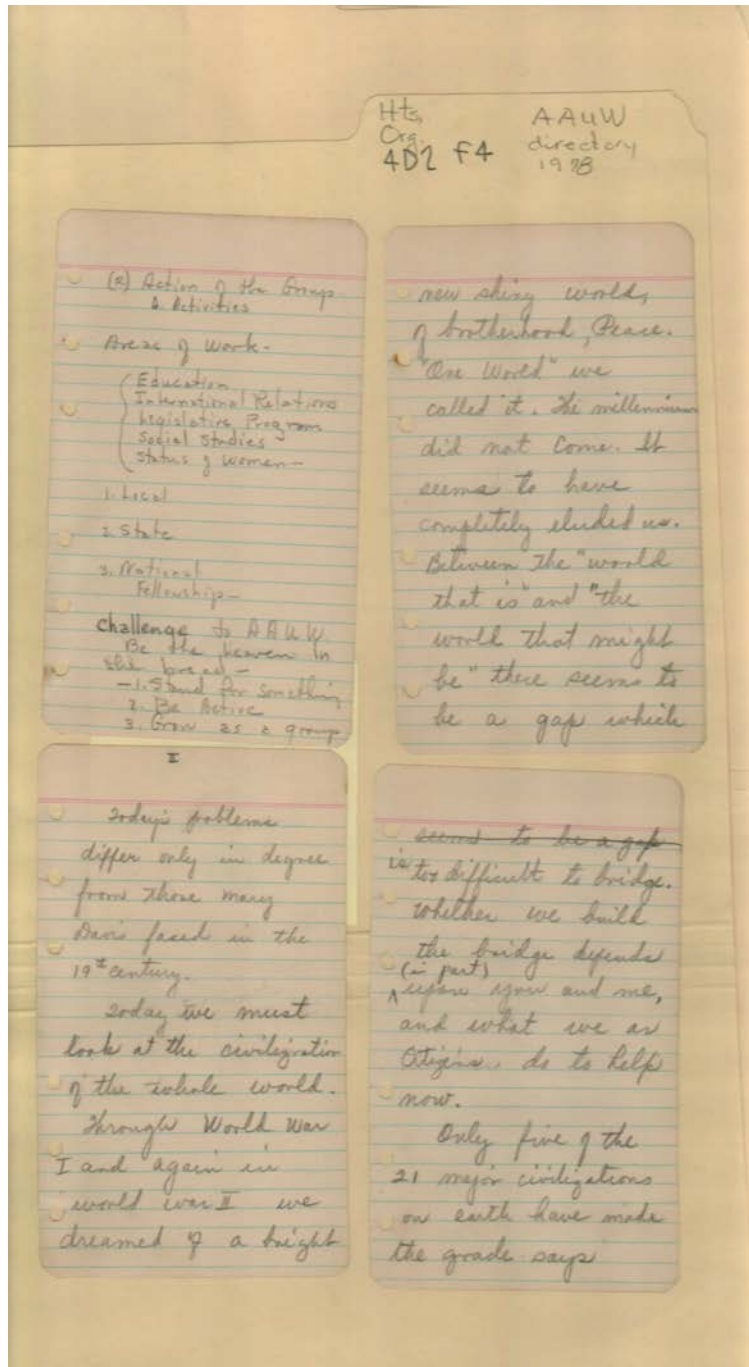 Hts,
Org.
4D2 F4
AAUW
directory
1978
(2) Action of the Group
& Activities
Areas of Work-
Education
International Relations
Legislative Program
Social Studies-
Status of Women-
1. Local
2. State
3. National
Fellowship-
Challenge to AAUW
Be the leaven in
the bread-
-1. Stand for something
2. Be Active
3. Grow as a group
II
Today's problems
differ only in degree
from those Mary
Davis faced in the
19th century.
Today we must
look at the civilization
of the whole world.
Through World War
I and again in
world war II we
dreamed of a bright
new shiny world,
of brotherhood, Peace.
"One World" we
called it. The millennium
did not come. It
seems to have
completely eluded us.
Between the "world
that is" and "the
world that might
be" there seems to
be a gap which
seems to be a gap
is too difficult to bridge.
Whether we build
the bridge depends
(in part)
upon you and me,
and what we as
Citizens. do to help
now.
Only five of the
21 major civilizations
on earth have made
the grade says